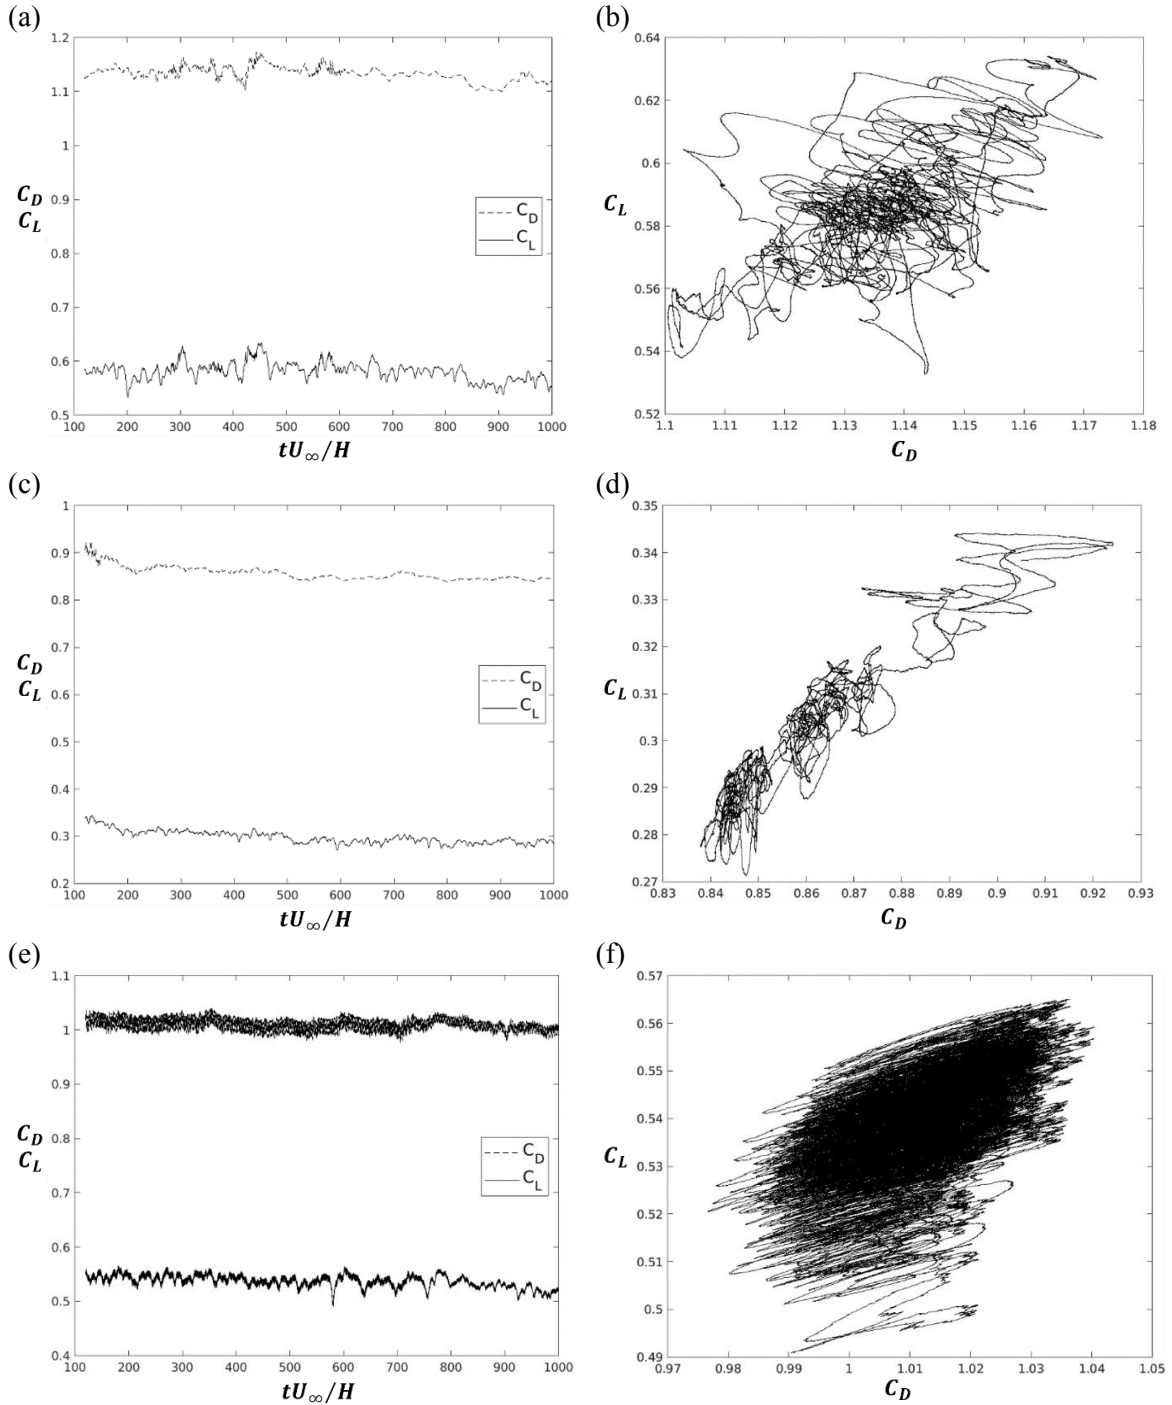 (a)
1.2
1.1
1
0.9
0.8
0.7
0.6
0.5
C_D
C_L
C_D
C_L
100 200 300 400 500 600 700 800 900 1000
tU_∞/H
(b)
0.64
0.62
0.6
0.58
0.56
0.54
0.52
C_L
1.1 1.11 1.12 1.13 1.14 1.15 1.16 1.17 1.18
C_D
(c)
1
0.9
0.8
0.7
0.6
0.5
0.4
0.3
0.2
C_D
C_L
C_D
C_L
100 200 300 400 500 600 700 800 900 1000
tU_∞/H
(d)
0.35
0.34
0.33
0.32
0.31
0.3
0.29
0.28
0.27
C_L
0.83 0.84 0.85 0.86 0.87 0.88 0.89 0.9 0.91 0.92 0.93
C_D
(e)
1.1
1
0.9
0.8
0.7
0.6
0.5
0.4
C_D
C_L
C_D
C_L
100 200 300 400 500 600 700 800 900 1000
tU_∞/H
(f)
0.57
0.56
0.55
0.54
0.53
0.52
0.51
0.5
0.49
C_L
0.97 0.98 0.99 1 1.01 1.02 1.03 1.04 1.05
C_D